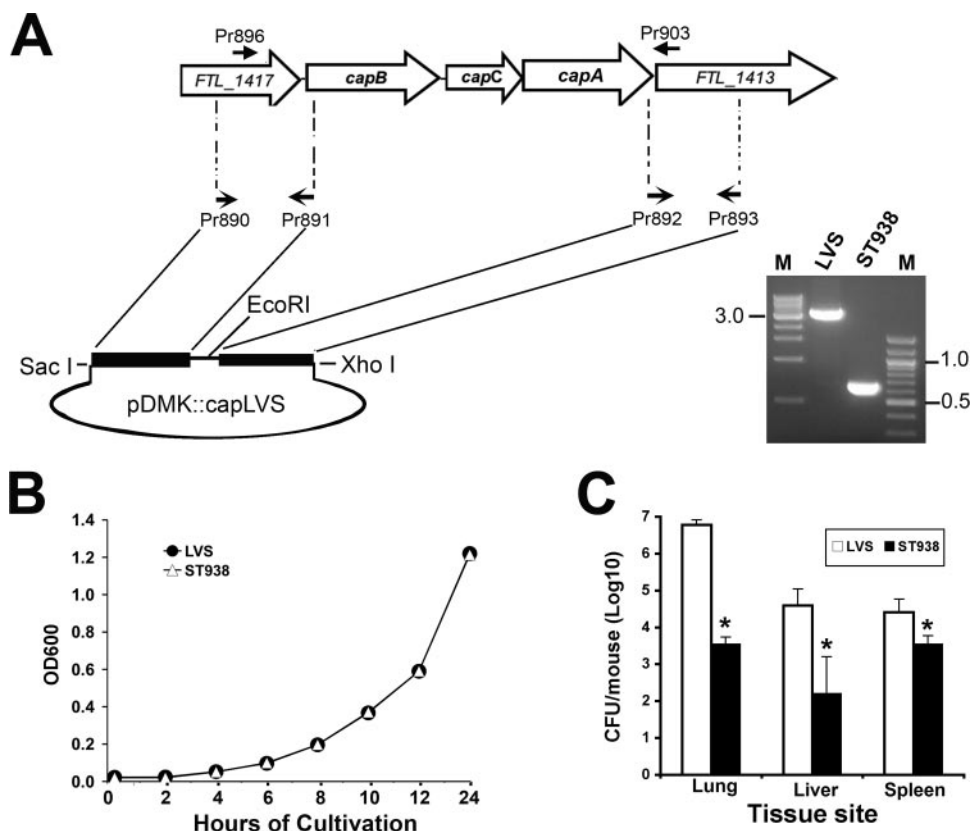 A
Pr896
Pr903
FTL_1417
capB
capC
capA
FTL_1413
Pr890
Pr891
Pr892
Pr893
EcoRI
Sac I
Xho I
pDMK::capLVS
M
LVS
ST938
M
3.0
1.0
0.5
B
1.4
1.2
1.0
0.8
0.6
0.4
0.2
0.0
OD600
LVS
ST938
0 2 4 6 8 10 12 24
Hours of Cultivation
C
7
6
5
4
3
2
1
0
CFU/mouse (Log10)
LVS ST938
*
*
*
Lung Liver Spleen
Tissue site